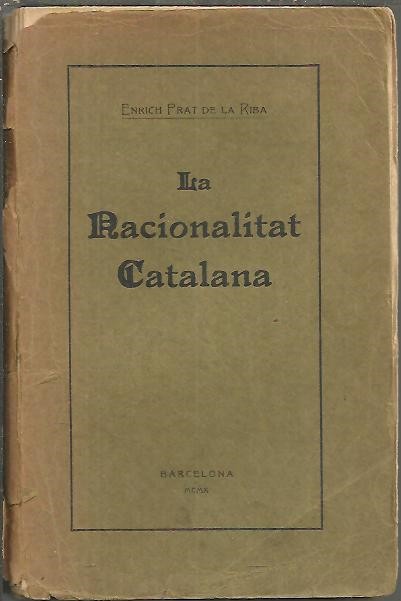 Enrich Prat de la Riba
La
Nacionalitat
Catalana
BARCELONA
MCMX